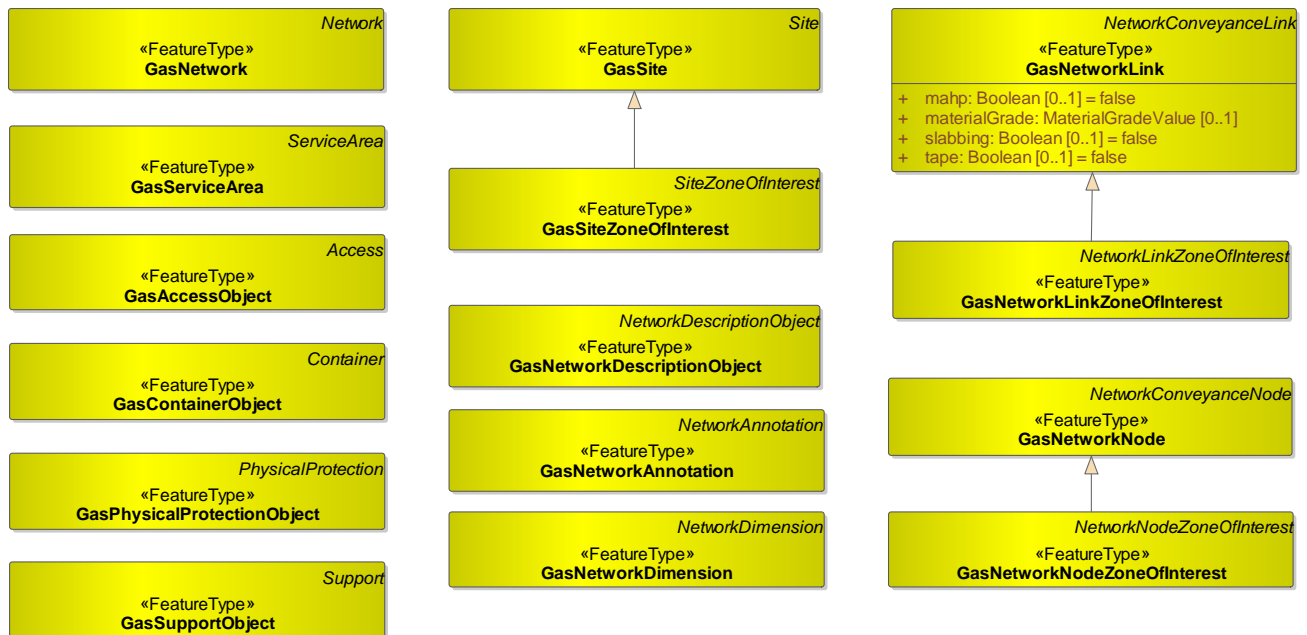 Network
«FeatureType»
GasNetwork
ServiceArea
«FeatureType»
GasServiceArea
Access
«FeatureType»
GasAccessObject
Container
«FeatureType»
GasContainerObject
PhysicalProtection
«FeatureType»
GasPhysicalProtectionObject
Support
«FeatureType»
GasSupportObject
Site
«FeatureType»
GasSite
SiteZoneOfInterest
«FeatureType»
GasSiteZoneOfInterest
NetworkDescriptionObject
«FeatureType»
GasNetworkDescriptionObject
NetworkAnnotation
«FeatureType»
GasNetworkAnnotation
NetworkDimension
«FeatureType»
GasNetworkDimension
NetworkConveyanceLink
«FeatureType»
GasNetworkLink
+ mahp: Boolean [0..1] = false
+ materialGrade: MaterialGradeValue [0..1]
+ slabbing: Boolean [0..1] = false
+ tape: Boolean [0..1] = false
NetworkLinkZoneOfInterest
«FeatureType»
GasNetworkLinkZoneOfInterest
NetworkConveyanceNode
«FeatureType»
GasNetworkNode
NetworkNodeZoneOfInterest
«FeatureType»
GasNetworkNodeZoneOfInterest